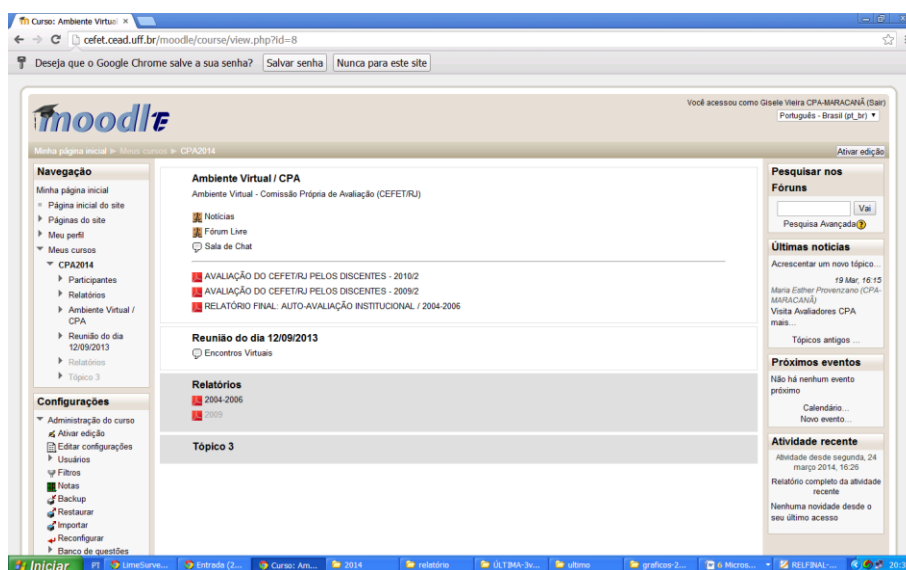 Curso: Ambiente Virtual
cefet.cead.uff.br/moodle/course/view.php?id=8
Deseja que o Google Chrome salve a sua senha? Salvar senha Nunca para este site
moodle
Você acessou como Gisele Vieira CPA-MARACANÃ (Sair)
Português - Brasil (pt_br)
Minha página inicial ► Meus cursos ► CPA2014
Ativar edição
Navegação
Minha página inicial
Página inicial do site
Páginas do site
Meu perfil
Meus cursos
CPA2014
Participantes
Relatórios
Ambiente Virtual /
CPA
Reunião do dia
12/09/2013
Relatórios
Tópico 3
Configurações
Administração do curso
Ativar edição
Editar configurações
Usuários
Filtros
Notas
Backup
Restaurar
Importar
Reconfigurar
Banco de questões
Ambiente Virtual / CPA
Ambiente Virtual - Comissão Própria de Avaliação (CEFET/RJ)
Notícias
Fórum Livre
Sala de Chat
AVALIAÇÃO DO CEFET/RJ PELOS DISCENTES - 2010/2
AVALIAÇÃO DO CEFET/RJ PELOS DISCENTES - 2009/2
RELATÓRIO FINAL: AUTO-AVALIAÇÃO INSTITUCIONAL / 2004-2006
Reunião do dia 12/09/2013
Encontros Virtuais
Relatórios
2004-2006
2009
Tópico 3
Pesquisar nos
Fóruns
Vai
Pesquisa Avançada
Últimas noticias
Acrescentar um novo tópico...
19 Mar, 16:15
Maria Esther Provenzano (CPA-
MARACANÃ)
Visita Avaliadores CPA
mais...
Tópicos antigos ...
Próximos eventos
Não há nenhum evento
próximo
Calendário...
Novo evento...
Atividade recente
Atividade desde segunda, 24
março 2014, 16:26
Relatório completo da atividade
recente
Nenhuma novidade desde o
seu último acesso
Iniciar PT LimeSurve... Entrada (2... Curso: Am... 2014 relatório ÚLTIMA-3v... ultimo graficos-2... 6 Micros... RELFINAL-...